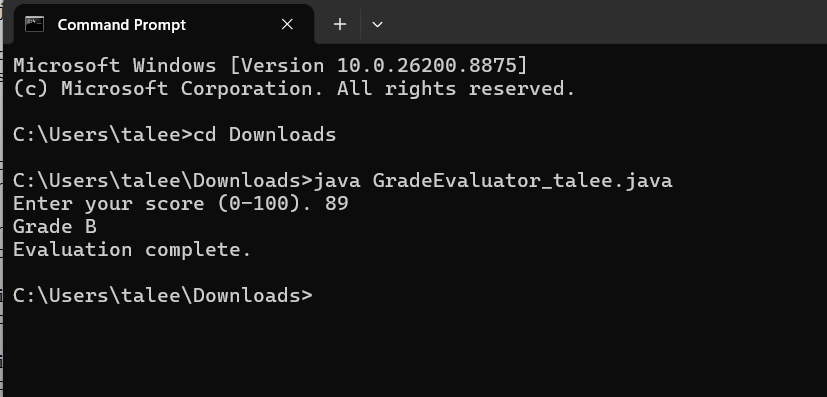 Command Prompt
Microsoft Windows [Version 10.0.26200.8875]
(c) Microsoft Corporation. All rights reserved.
C:\Users\talee>cd Downloads
C:\Users\talee\Downloads>java GradeEvaluator_talee.java
Enter your score (0-100). 89
Grade B
Evaluation complete.
C:\Users\talee\Downloads>